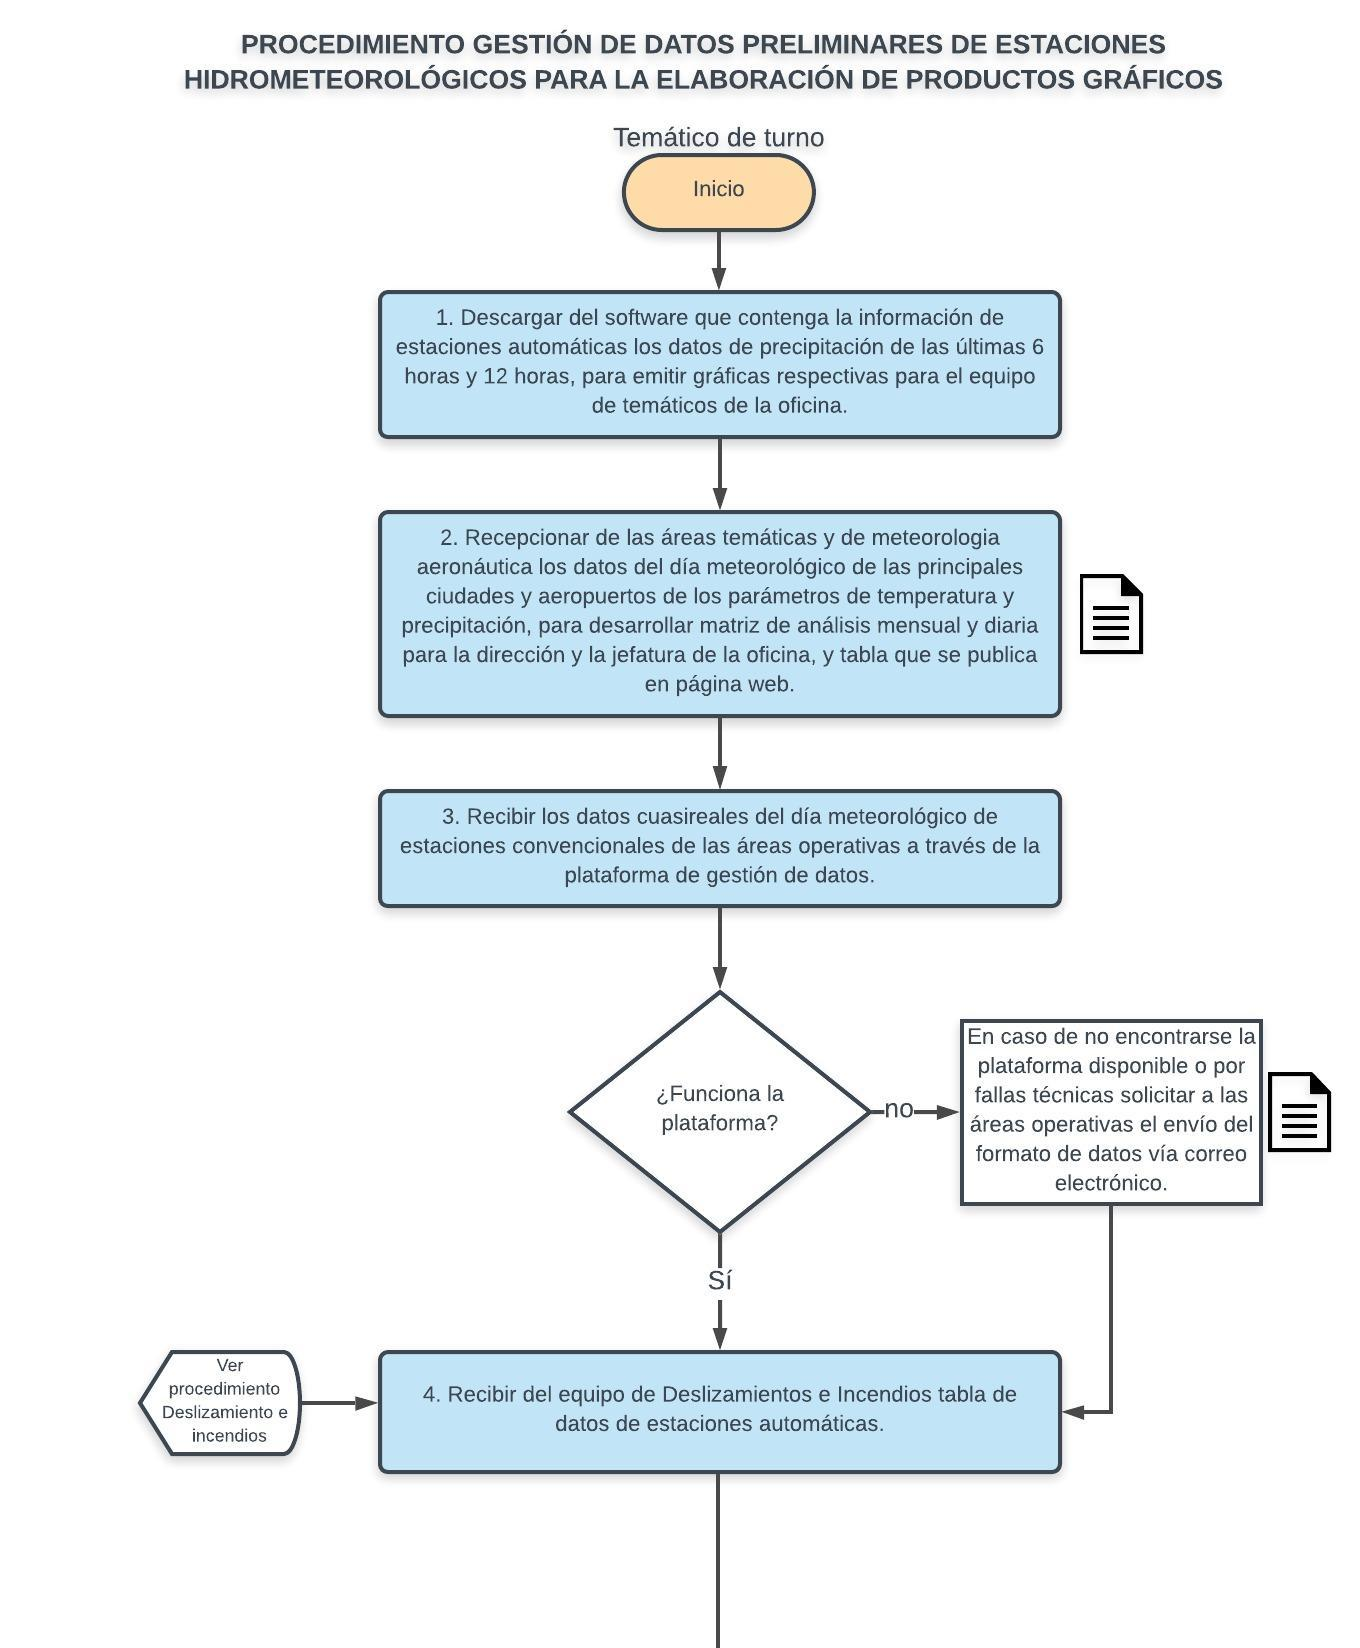 PROCEDIMIENTO GESTIÓN DE DATOS PRELIMINARES DE ESTACIONES
HIDROMETEOROLÓGICOS PARA LA ELABORACIÓN DE PRODUCTOS GRÁFICOS
Temático de turno
Inicio
1. Descargar del software que contenga la información de
estaciones automáticas los datos de precipitación de las últimas 6
horas y 12 horas, para emitir gráficas respectivas para el equipo
de temáticos de la oficina.
2. Recepcionar de las áreas temáticas y de meteorologia
aeronáutica los datos del día meteorológico de las principales
ciudades y aeropuertos de los parámetros de temperatura y
precipitación, para desarrollar matriz de análisis mensual y diaria
para la dirección y la jefatura de la oficina, y tabla que se publica
en página web.
3. Recibir los datos cuasireales del día meteorológico de
estaciones convencionales de las áreas operativas a través de la
plataforma de gestión de datos.
¿Funciona la
plataforma?
no
En caso de no encontrarse la
plataforma disponible o por
fallas técnicas solicitar a las
áreas operativas el envío del
formato de datos vía correo
electrónico.
Sí
Ver
procedimiento
Deslizamiento e
incendios
4. Recibir del equipo de Deslizamientos e Incendios tabla de
datos de estaciones automáticas.